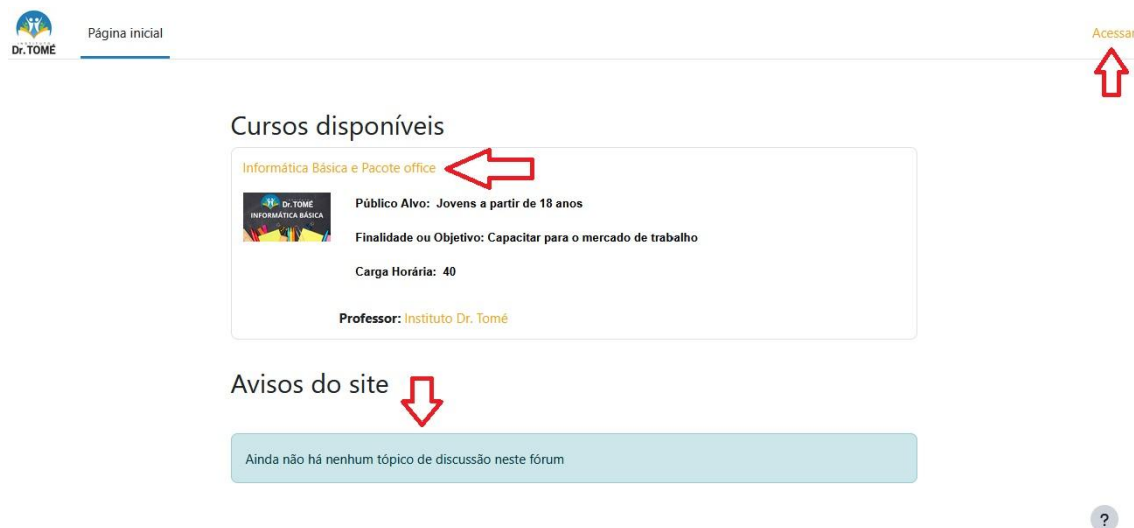 INSTITUTO
Dr. TOMÉ
Página inicial
Acessar
Cursos disponíveis
Informática Básica e Pacote office
Dr. TOMÉ
INFORMÁTICA BÁSICA
Público Alvo: Jovens a partir de 18 anos
Finalidade ou Objetivo: Capacitar para o mercado de trabalho
Carga Horária: 40
Professor: Instituto Dr. Tomé
Avisos do site
Ainda não há nenhum tópico de discussão neste fórum
?